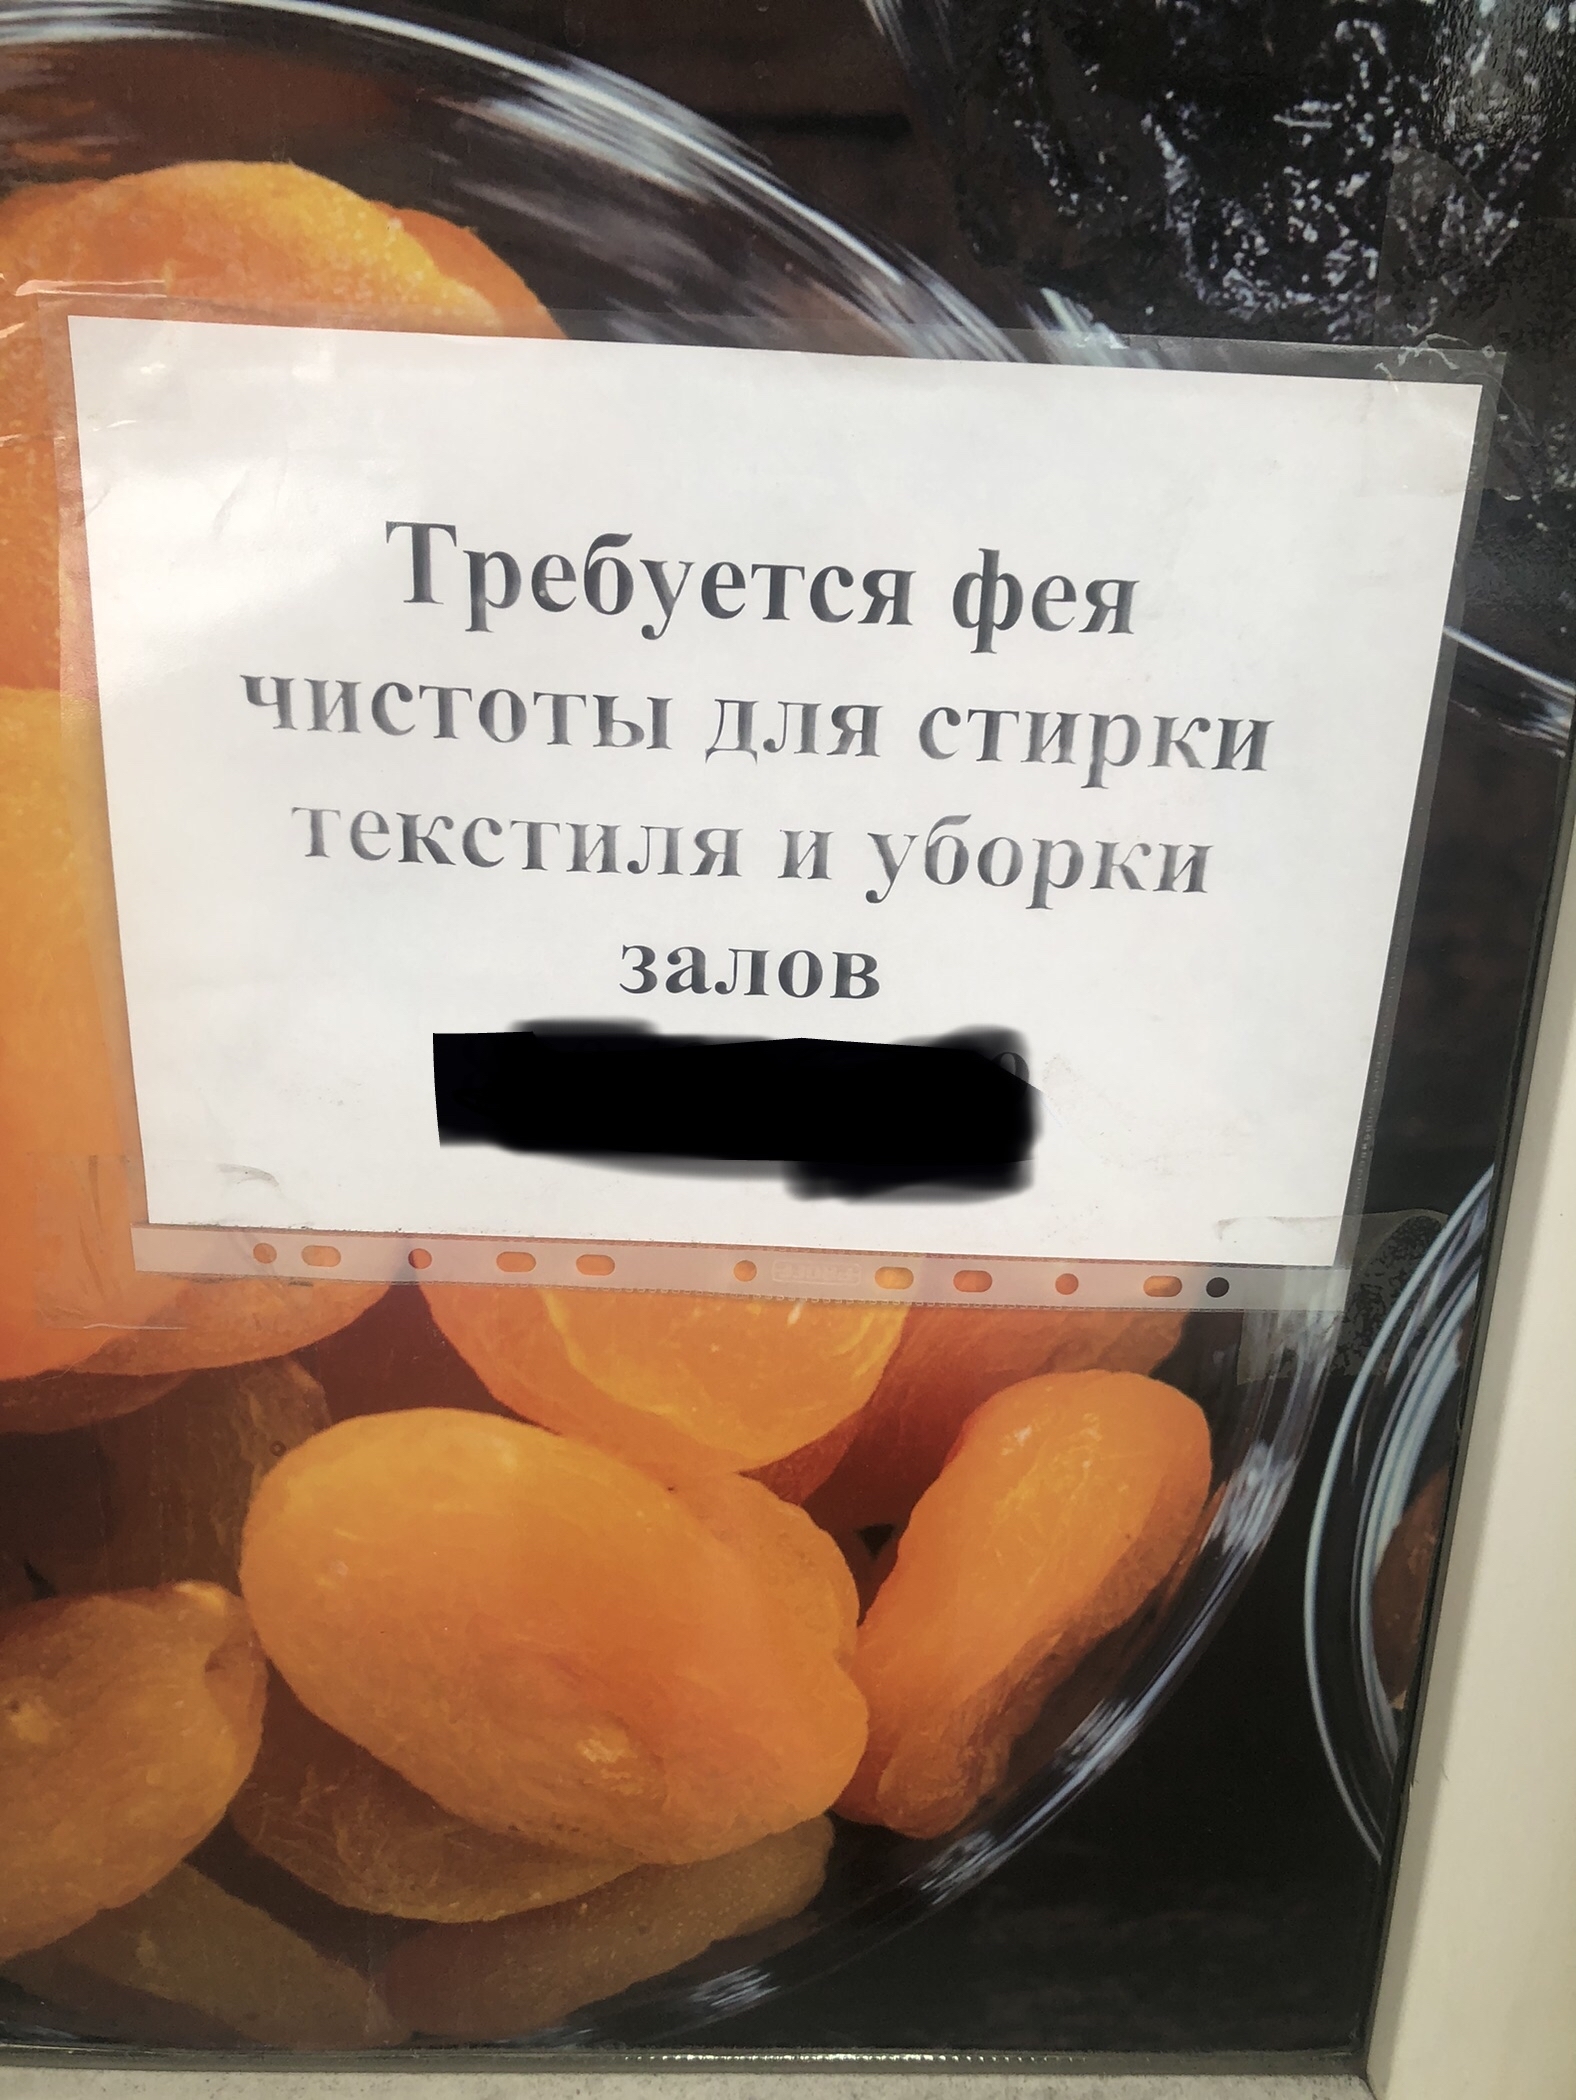 Требуется фея
чистоты для стирки
текстиля и уборки
залов